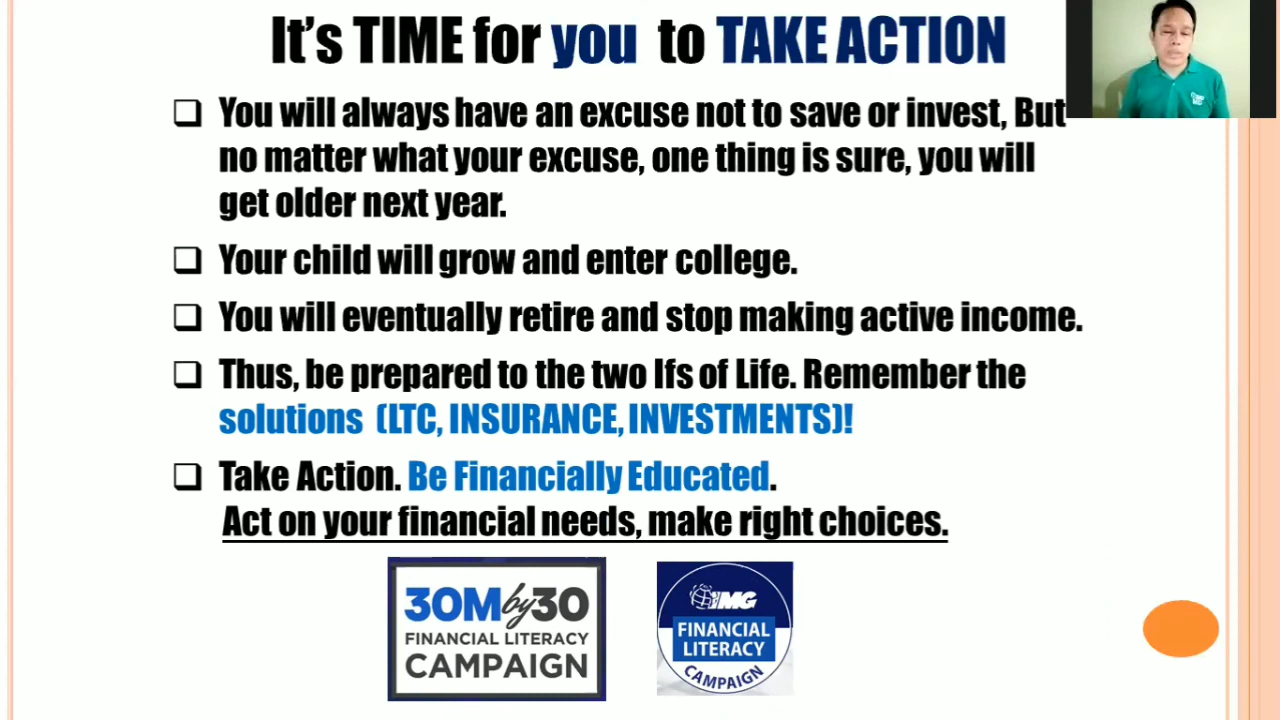 It's TIME for you to TAKE ACTION
You will always have an excuse not to save or invest, But
no matter what your excuse, one thing is sure, you will
get older next year.
Your child will grow and enter college.
You will eventually retire and stop making active income.
Thus, be prepared to the two Ifs of Life. Remember the
solutions (LTC, INSURANCE, INVESTMENTS)!
Take Action. Be Financially Educated.
Act on your financial needs, make right choices.
30M by 30
FINANCIAL LITERACY
CAMPAIGN
IMG
FINANCIAL
LITERACY
CAMPAIGN